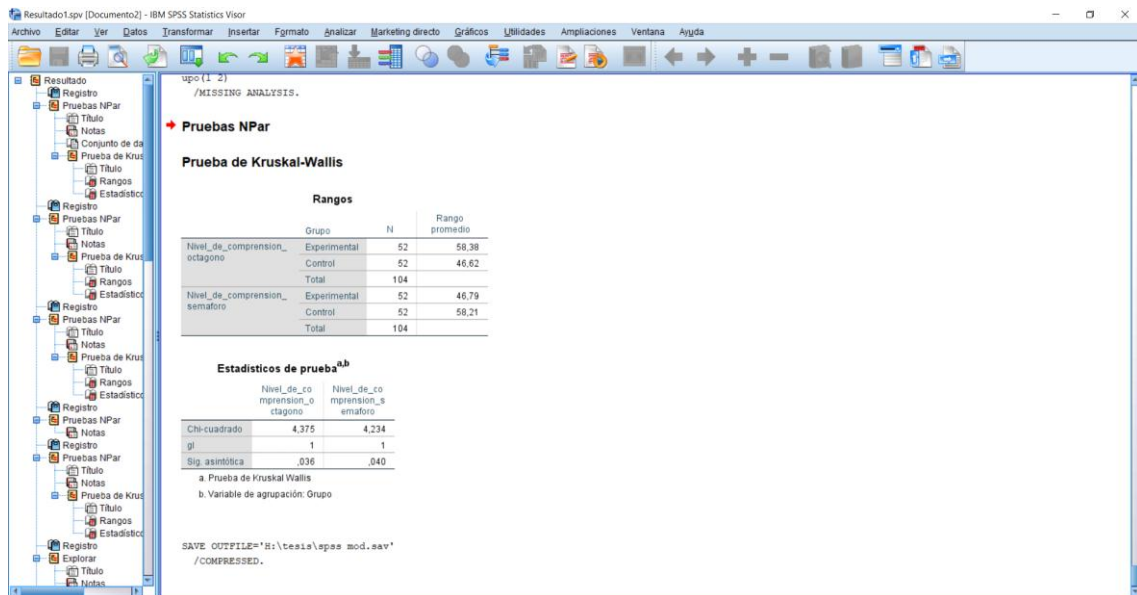 Resultado1.spv [Documento2] - IBM SPSS Statistics Visor
Archivo Editar Ver Datos Transformar Insertar Formato Analizar Marketing directo Gráficos Utilidades Ampliaciones Ventana Ayuda
Resultado
Registro
Pruebas NPar
Título
Notas
Conjunto de da
Prueba de Krus
Título
Rangos
Estadístico
Registro
Pruebas NPar
Título
Notas
Prueba de Krus
Título
Rangos
Estadístico
Registro
Pruebas NPar
Título
Notas
Prueba de Krus
Título
Rangos
Estadístico
Registro
Pruebas NPar
Notas
Registro
Pruebas NPar
Título
Notas
Prueba de Krus
Título
Rangos
Estadístico
Registro
Explorar
Título
Notas
upo(1 2)
/MISSING ANALYSIS.
Pruebas NPar
Prueba de Kruskal-Wallis
Rangos
Grupo N Rango promedio
Nivel_de_comprension_octagono Experimental 52 58,38
Control 52 46,62
Total 104
Nivel_de_comprension_semaforo Experimental 52 46,79
Control 52 58,21
Total 104
Estadísticos de prueba a,b
Nivel_de_comprension_octagono Nivel_de_comprension_semaforo
Chi-cuadrado 4,375 4,234
gl 1 1
Sig. asintótica ,036 ,040
a. Prueba de Kruskal Wallis
b. Variable de agrupación: Grupo
SAVE OUTFILE='H:\tesis\spss mod.sav'
/COMPRESSED.